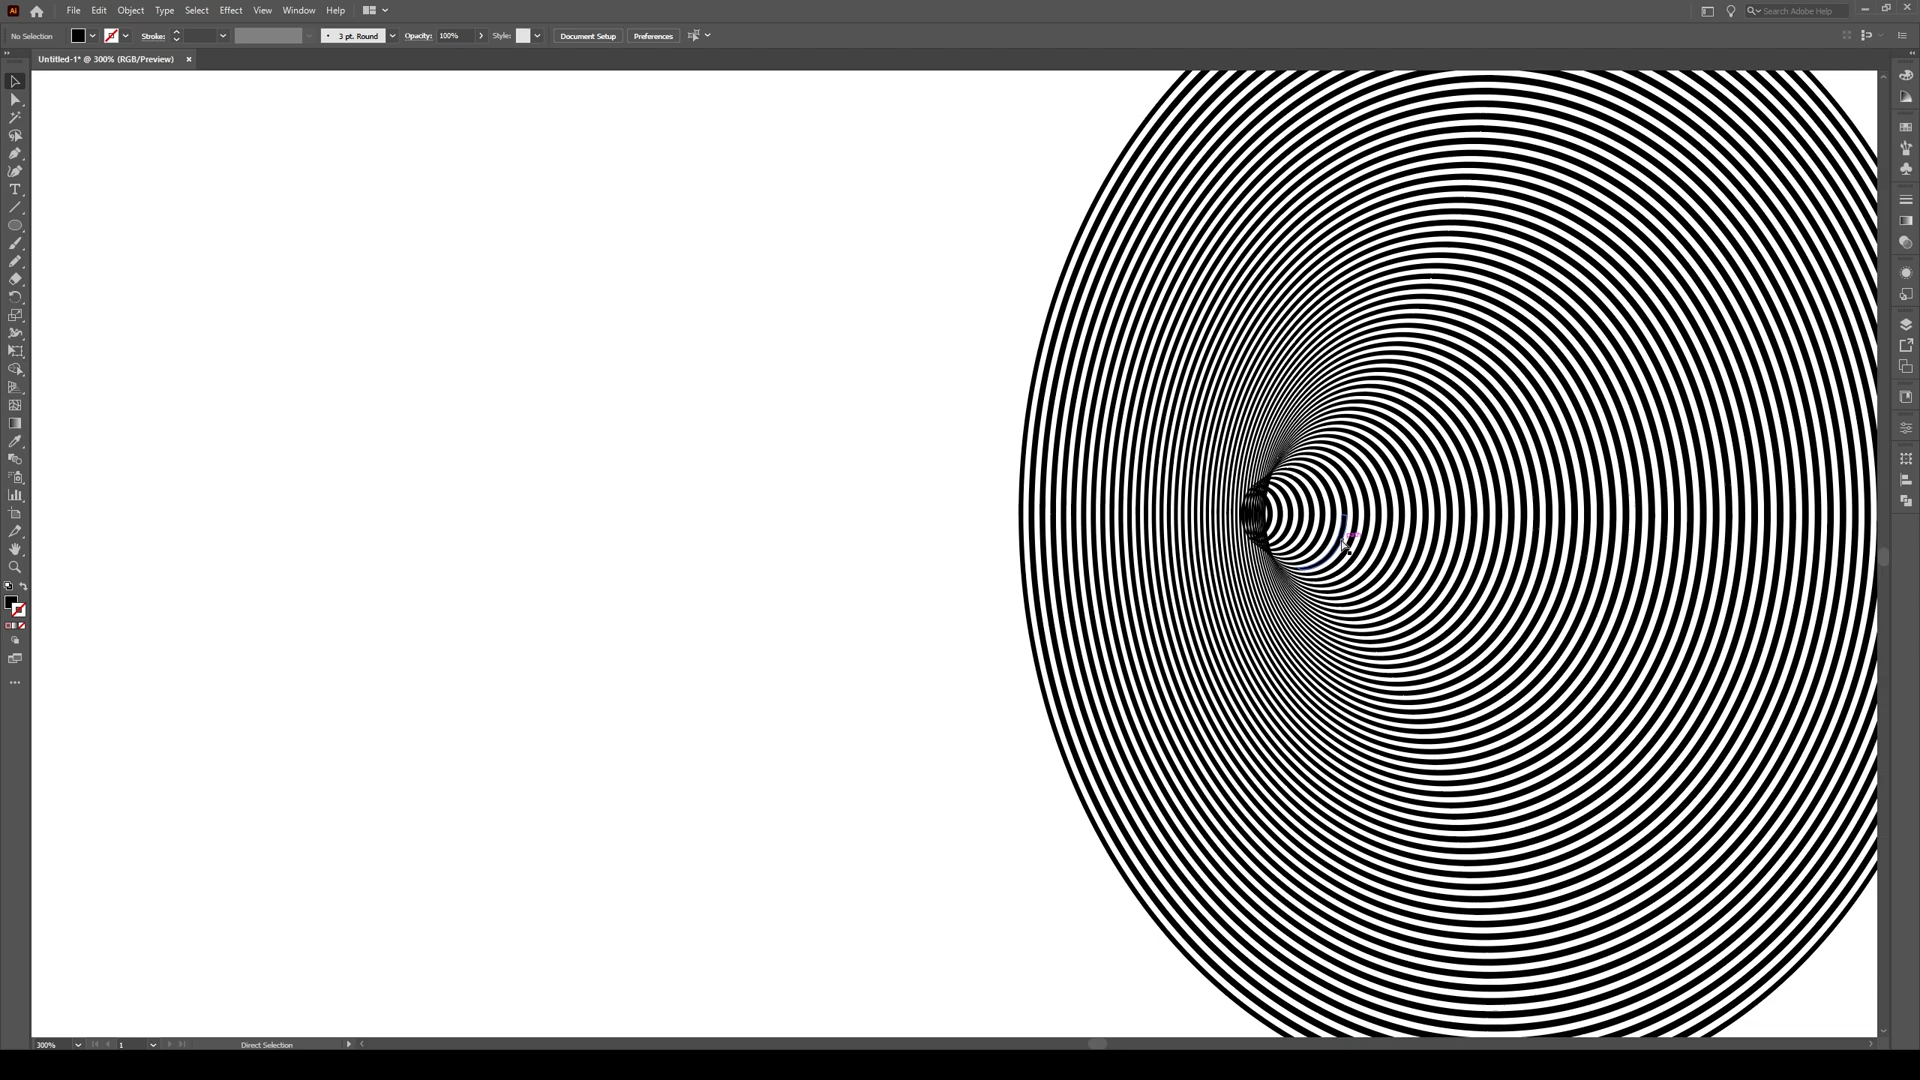 Ai File Edit Object Type Select Effect View Window Help Search Adobe Help
No Selection Stroke: 3 pt. Round Opacity: 100% Style: Document Setup Preferences
Untitled-1* @ 300% (RGB/Preview) ×
300% 1 Direct Selection